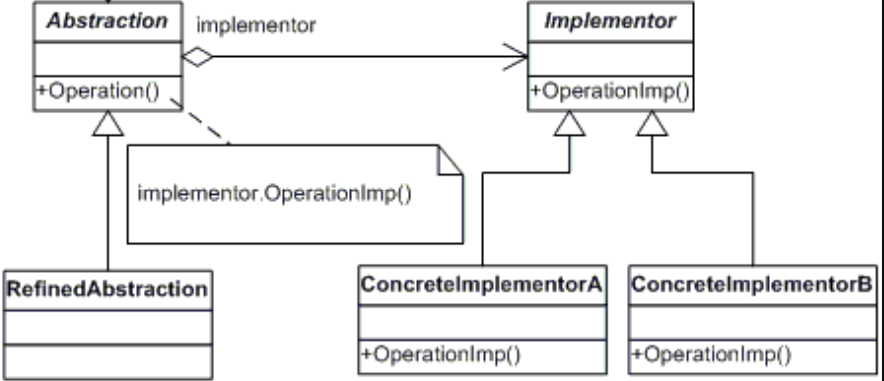 Abstraction
implementor
Implementor
+Operation()
+OperationImp()
implementor.OperationImp()
RefinedAbstraction
ConcreteImplementorA
ConcreteImplementorB
+OperationImp()
+OperationImp()